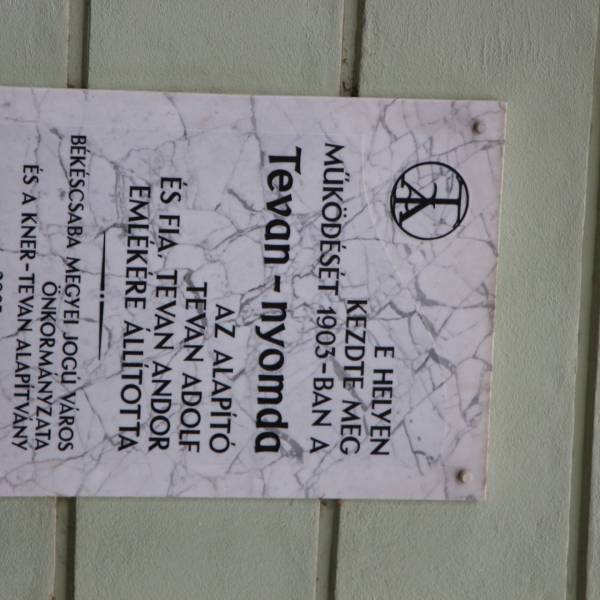 TA
E HELYEN
KEZDTE MEG
MŰKÖDÉSÉT 1903-BAN A
Tevan - nyomda
AZ ALAPÍTÓ
TEVAN ADOLF
ÉS FIA, TEVAN ANDOR
EMLÉKÉRE ÁLLÍTOTTA
BÉKÉSCSABA MEGYEI JOGÚ VÁROS
ÖNKORMÁNYZATA
ÉS A KNER-TEVAN ALAPÍTVÁNY